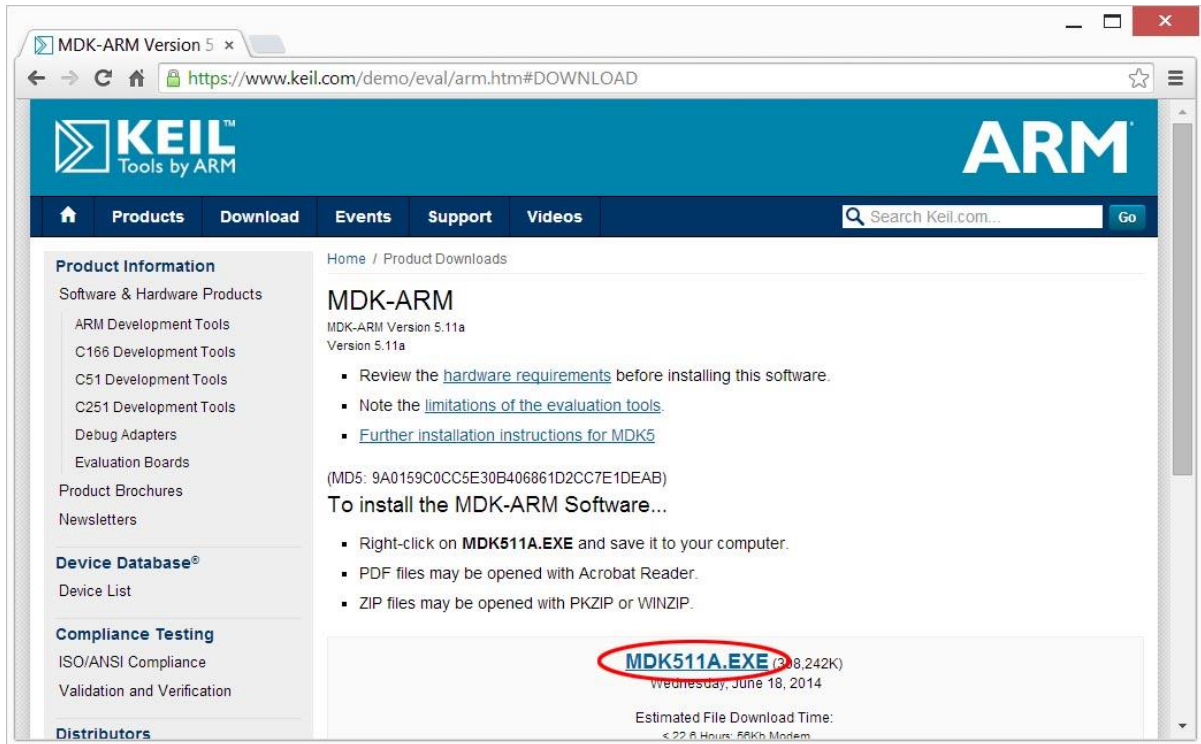 MDK-ARM Version 5
https://www.keil.com/demo/eval/arm.htm#DOWNLOAD
KEIL™
Tools by ARM
ARM
Products Download Events Support Videos
Search Keil.com... Go
Product Information
Software & Hardware Products
ARM Development Tools
C166 Development Tools
C51 Development Tools
C251 Development Tools
Debug Adapters
Evaluation Boards
Product Brochures
Newsletters
Device Database®
Device List
Compliance Testing
ISO/ANSI Compliance
Validation and Verification
Distributors
Home / Product Downloads
MDK-ARM
MDK-ARM Version 5.11a
Version 5.11a
Review the hardware requirements before installing this software.
Note the limitations of the evaluation tools.
Further installation instructions for MDK5
(MD5: 9A0159C0CC5E30B406861D2CC7E1DEAB)
To install the MDK-ARM Software...
Right-click on MDK511A.EXE and save it to your computer.
PDF files may be opened with Acrobat Reader.
ZIP files may be opened with PKZIP or WINZIP.
MDK511A.EXE
Wednesday, June 18, 2014
Estimated File Download Time:
< 22.6 Hours: 56Kb Modem